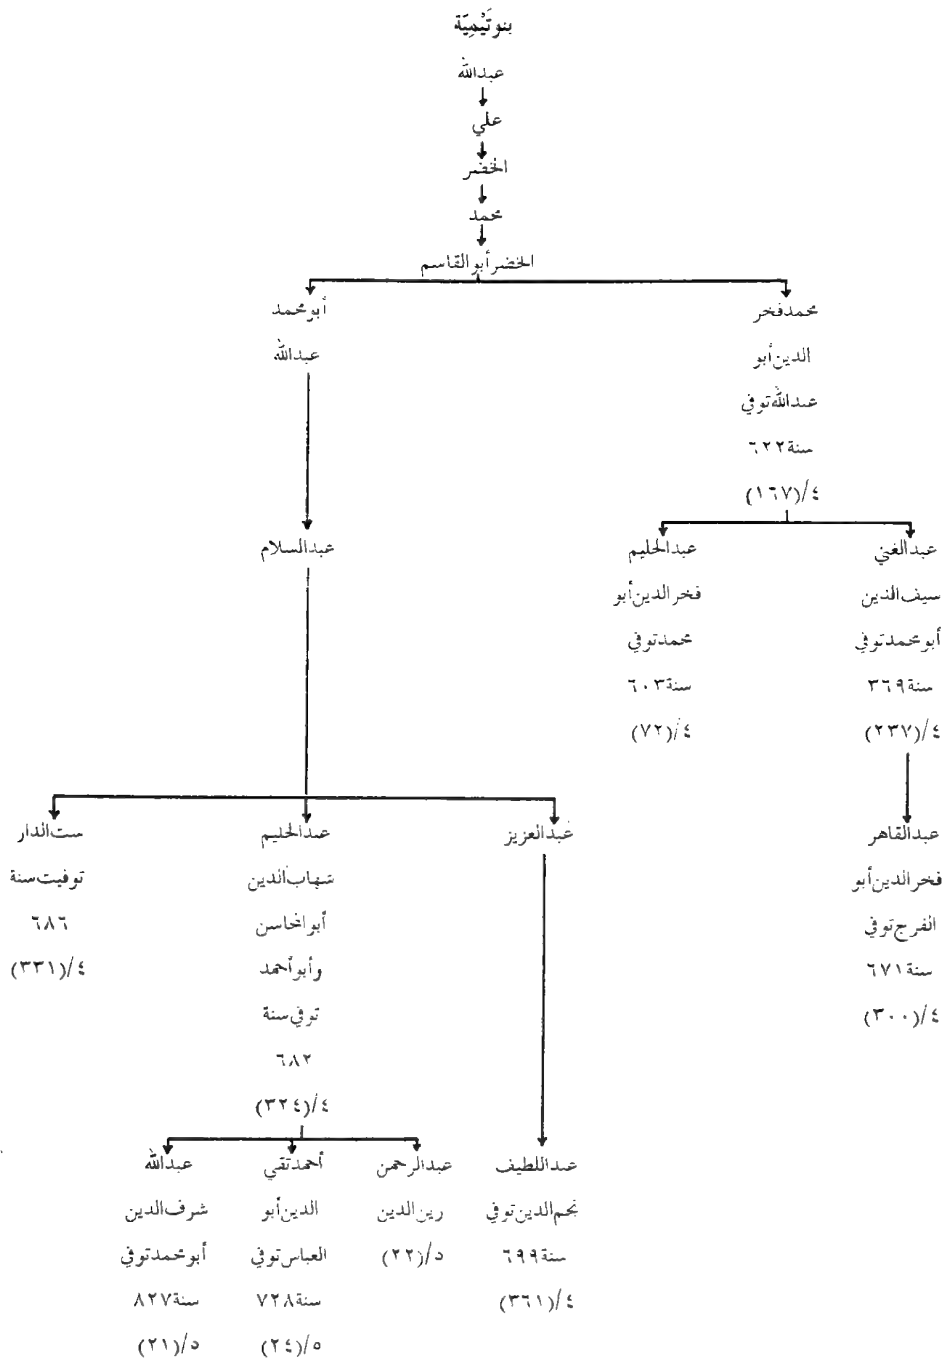 بنو تَيْمِيَّة
عبدالله
علي
الخضر
محمد
الخضر أبو القاسم
محمد فخر
الدين أبو
عبدالله توفي
سنة ٦٢٢
٤/(١٦٧)
أبو محمد
عبدالله
عبدالغني
سيف الدين
أبو محمد توفي
سنة ٣٦٩
٤/(٢٣٧)
عبدالحليم
فخر الدين أبو
محمد توفي
سنة ٦٠٣
٤/(٧٢)
عبدالسلام
عبدالقاهر
فخر الدين أبو
الفرج توفي
سنة ٦٧١
٤/(٣٠٠)
عبدالعزيز
عبدالحليم
شهاب الدين
أبو المحاسن
وأبو أحمد
توفي سنة
٦٨٢
٤/(٣٢٤)
ست الدار
توفيت سنة
٦٨٦
٤/(٣٣١)
عبداللطيف
نجم الدين توفي
سنة ٦٩٩
٤/(٣٦١)
عبدالرحمن
زين الدين
٥/(٢٢)
أحمد تقي
الدين أبو
العباس توفي
سنة ٧٢٨
٥/(٢٤)
عبدالله
شرف الدين
أبو محمد توفي
سنة ٨٢٧
٥/(٢١)